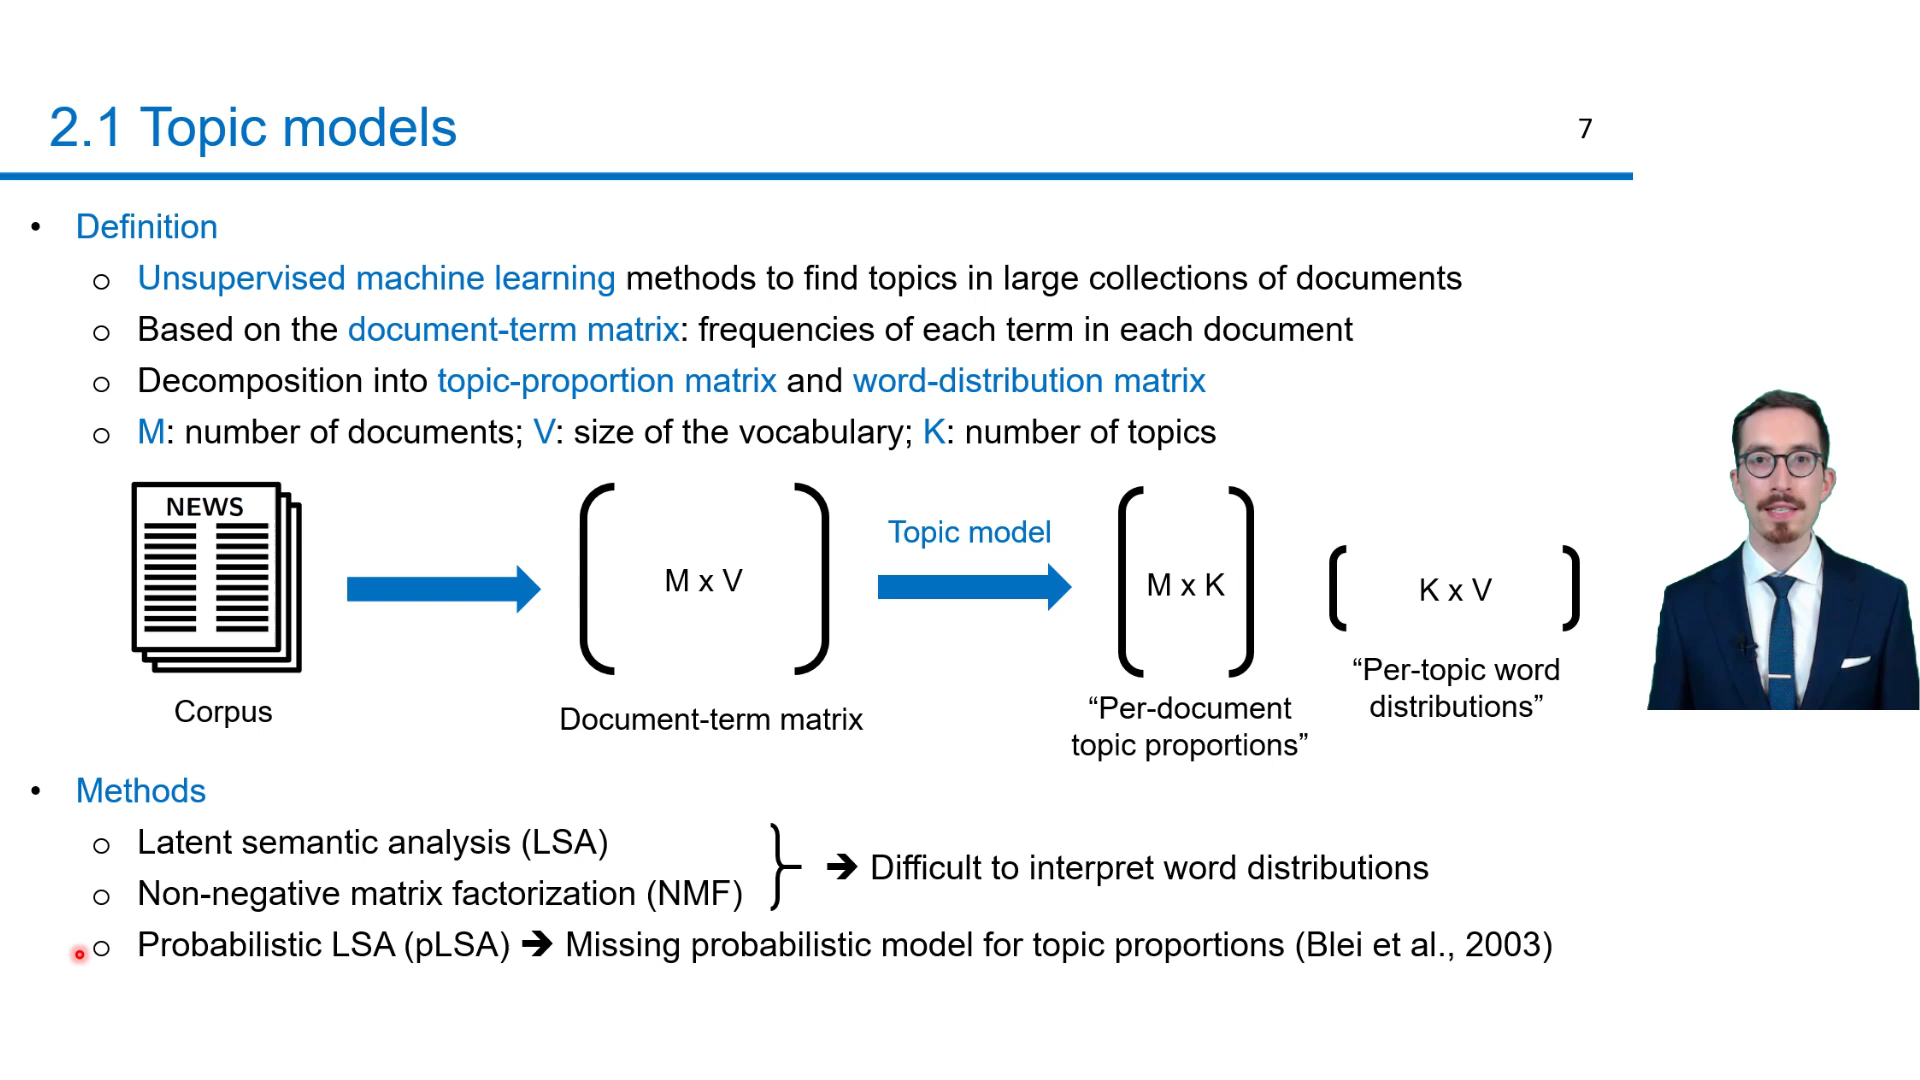 2.1 Topic models
7
• Definition
o Unsupervised machine learning methods to find topics in large collections of documents
o Based on the document-term matrix: frequencies of each term in each document
o Decomposition into topic-proportion matrix and word-distribution matrix
o M: number of documents; V: size of the vocabulary; K: number of topics
NEWS
Corpus
M x V
Document-term matrix
Topic model
M x K
“Per-document
topic proportions”
K x V
“Per-topic word
distributions”
• Methods
o Latent semantic analysis (LSA)
o Non-negative matrix factorization (NMF)
➔ Difficult to interpret word distributions
o Probabilistic LSA (pLSA) ➔ Missing probabilistic model for topic proportions (Blei et al., 2003)